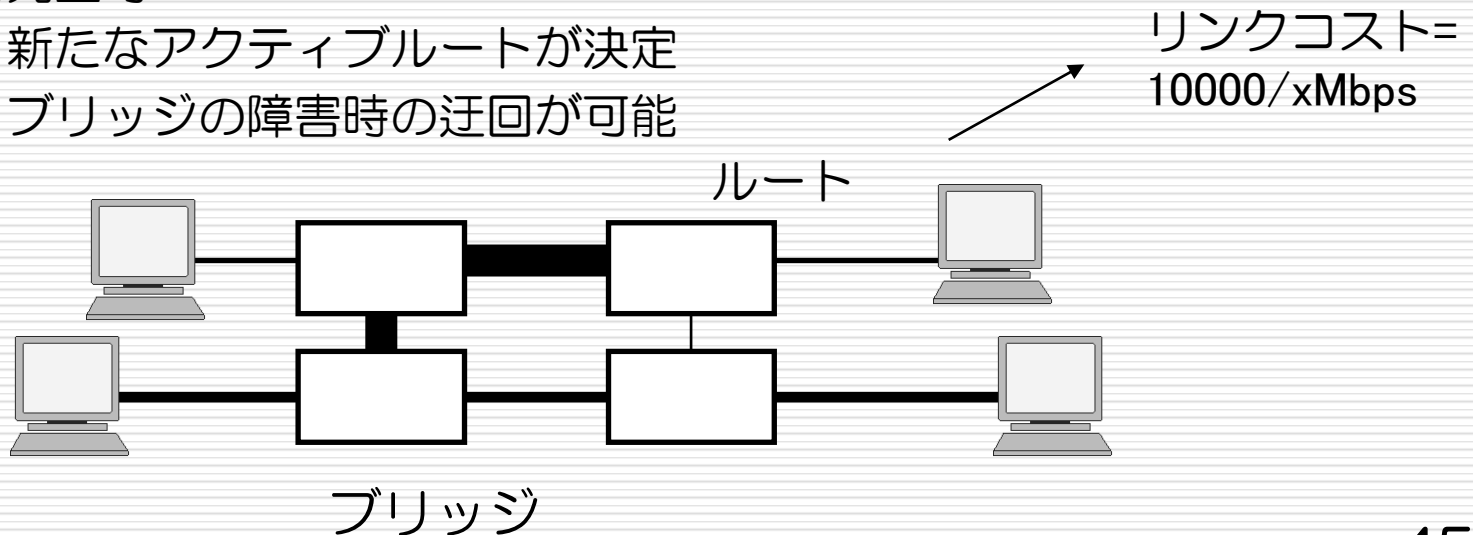 新たなアクティブルートが決定
ブリッジの障害時の迂回が可能
リンクコスト=
10000/xMbps
ルート
ブリッジ